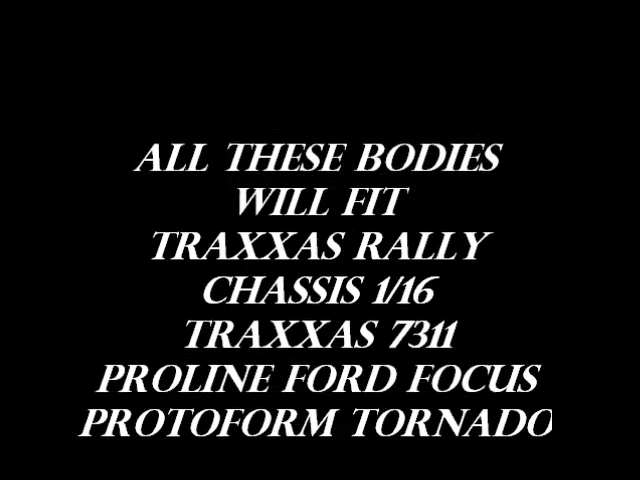 ALL THESE BODIES
WILL FIT
TRAXXAS RALLY
CHASSIS 1/16
TRAXXAS 7311
PROLINE FORD FOCUS
PROTOFORM TORNADO